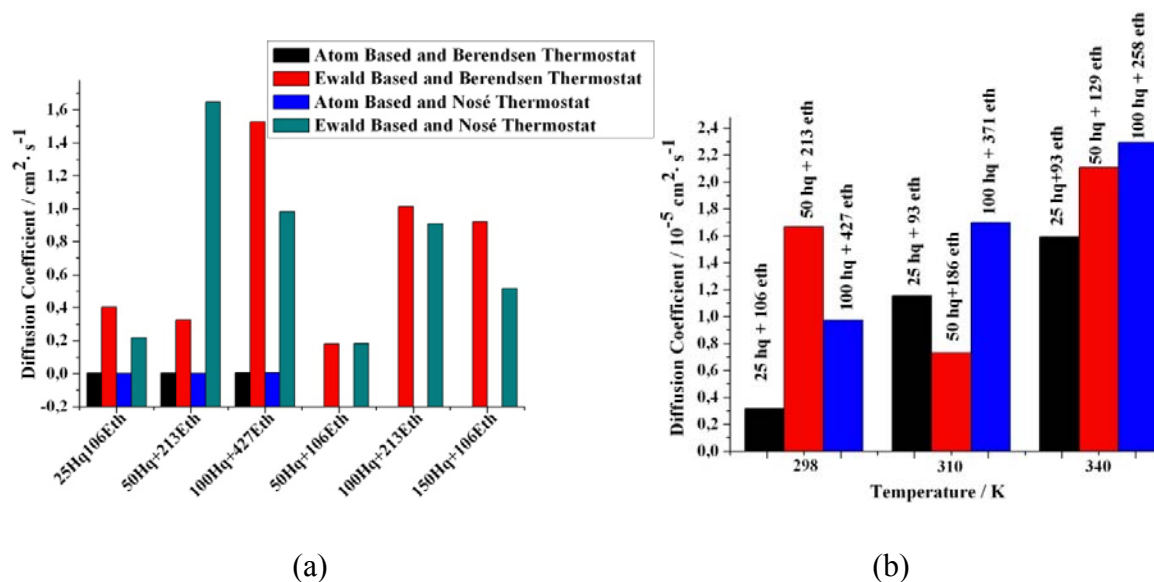 Atom Based and Berendsen Thermostat
Ewald Based and Berendsen Thermostat
Atom Based and Nosé Thermostat
Ewald Based and Nosé Thermostat
Diffusion Coefficient / cm²· s⁻¹
1,6
1,4
1,2
1,0
0,8
0,6
0,4
0,2
0,0
-0,2
25Hq106Eth
50Hq+213Eth
100Hq+427Eth
50Hq+106Eth
100Hq+213Eth
150Hq+106Eth
(a)
Diffusion Coefficient / 10⁻⁵ cm²· s⁻¹
2,4
2,2
2,0
1,8
1,6
1,4
1,2
1,0
0,8
0,6
0,4
0,2
0,0
25 hq + 106 eth
50 hq + 213 eth
100 hq + 427 eth
25 hq + 93 eth
50 hq+186 eth
100 hq + 371 eth
25 hq+93 eth
50 hq + 129 eth
100 hq + 258 eth
298
310
340
Temperature / K
(b)